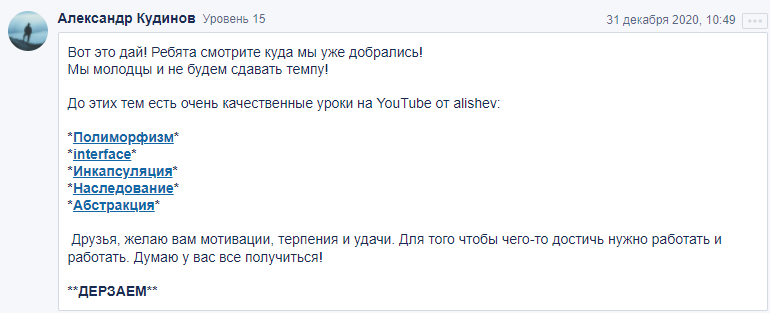 Александр Кудинов Уровень 15 31 декабря 2020, 10:49
Вот это дай! Ребята смотрите куда мы уже добрались!
Мы молодцы и не будем сдавать темпу!
До этих тем есть очень качественные уроки на YouTube от alishev:
*Полиморфизм*
*interface*
*Инкапсуляция*
*Наследование*
*Абстракция*
Друзья, желаю вам мотивации, терпения и удачи. Для того чтобы чего-то достичь нужно работать и
работать. Думаю у вас все получиться!
**ДЕРЗАЕМ**